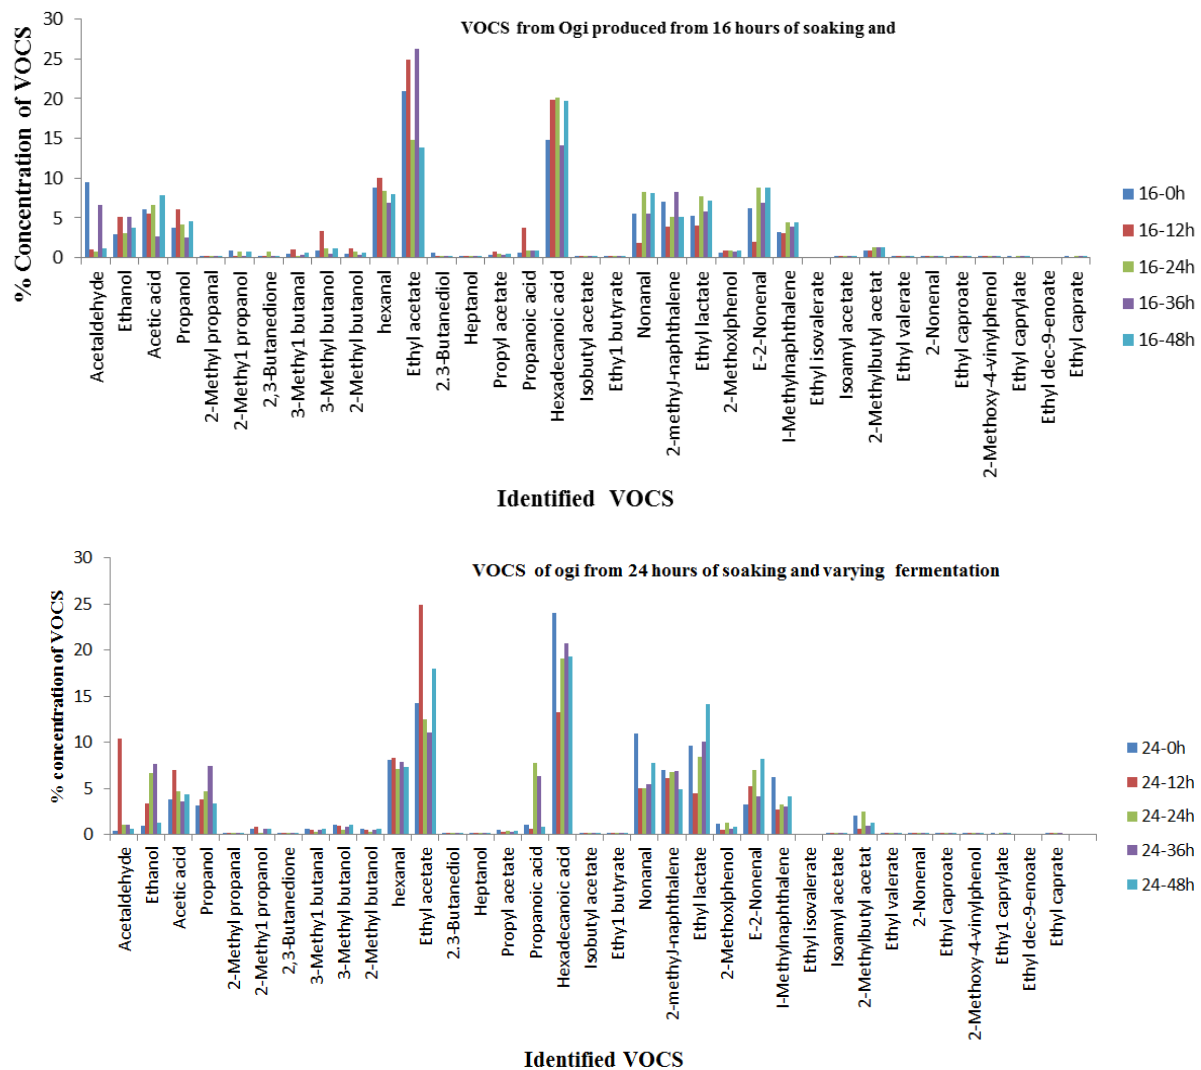 VOCS from Ogi produced from 16 hours of soaking and
% Concentration of VOCS
30
25
20
15
10
5
0
Acetaldehyde
Ethanol
Acetic acid
Propanol
2-Methyl propanal
2-Methy1 propanol
2,3-Butanedione
3-Methy1 butanal
3-Methyl butanol
2-Methyl butanol
hexanal
Ethyl acetate
2.3-Butanediol
Heptanol
Propyl acetate
Propanoic acid
Hexadecanoic acid
Isobutyl acetate
Ethy1 butyrate
Nonanal
2-methyJ-naphthalene
Ethyl lactate
2-Methoxlphenol
E-2-Nonenal
l-Methylnaphthalene
Ethyl isovalerate
Isoamyl acetate
2-Methylbutyl acetat
Ethyl valerate
2-Nonenal
Ethyl caproate
2-Methoxy-4-vinylphenol
Ethyl caprylate
Ethyl dec-9-enoate
Ethyl caprate
Identified VOCS
16-0h
16-12h
16-24h
16-36h
16-48h
VOCS of ogi from 24 hours of soaking and varying fermentation
% concentration of VOCS
30
25
20
15
10
5
0
Acetaldehyde
Ethanol
Acetic acid
Propanol
2-Methyl propanal
2-Methy1 propanol
2,3-Butanedione
3-Methy1 butanal
3-Methyl butanol
2-Methyl butanol
hexanal
Ethyl acetate
2.3-Butanediol
Heptanol
Propyl acetate
Propanoic acid
Hexadecanoic acid
Isobutyl acetate
Ethy1 butyrate
Nonanal
2-methyJ-naphthalene
Ethyl lactate
2-Methoxlphenol
E-2-Nonenal
l-Methylnaphthalene
Ethyl isovalerate
Isoamyl acetate
2-Methylbutyl acetat
Ethyl valerate
2-Nonenal
Ethyl caproate
2-Methoxy-4-vinylphenol
Ethy1 caprylate
Ethyl dec-9-enoate
Ethyl caprate
Identified VOCS
24-0h
24-12h
24-24h
24-36h
24-48h